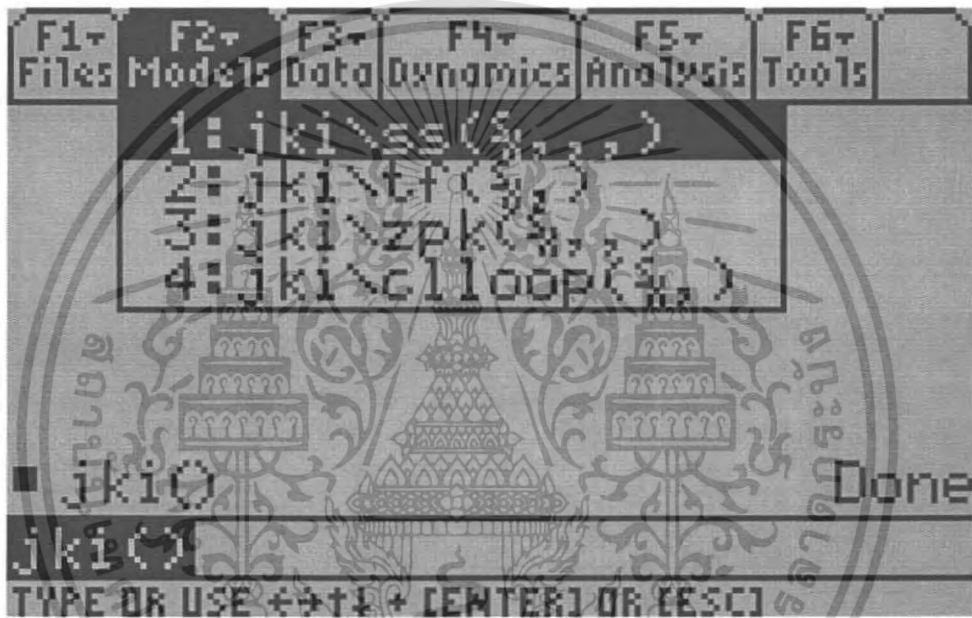 F1 F2 F3 F4 F5 F6
Files Models Data Dynamics Analysis Tools
1:jki\ss(
2:jki\tf(
3:jki\zpk(
4:jki\clloop(
jki() Done
jki()
TYPE OR USE ←→↑↓ + [ENTER] OR [ESC]